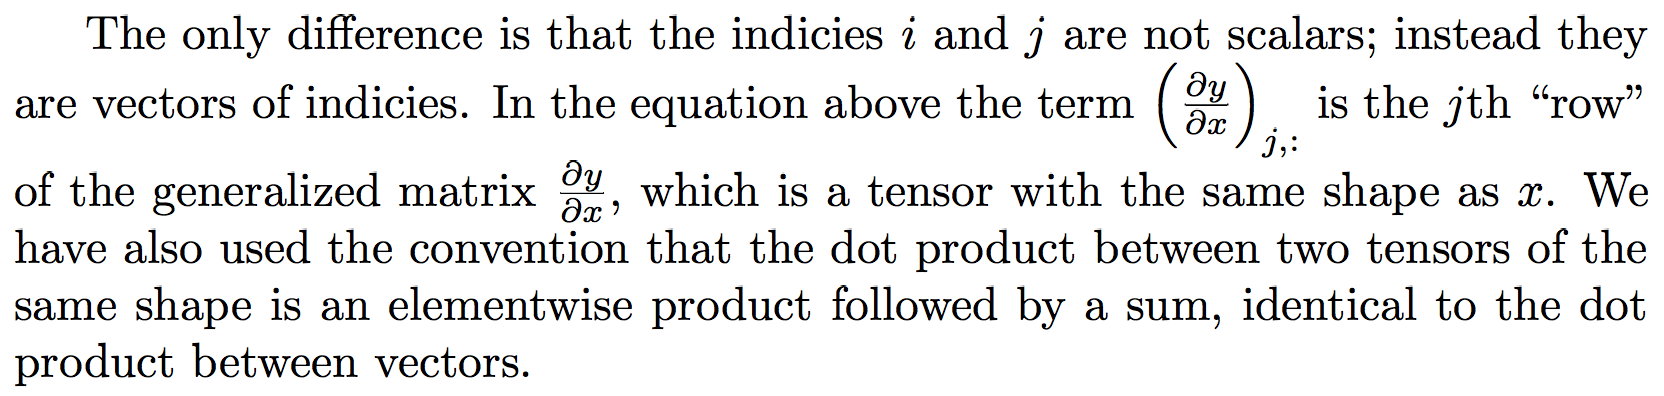 The only difference is that the indicies i and j are not scalars; instead they
are vectors of indicies. In the equation above the term (∂y/∂x)_{j,:} is the jth “row”
of the generalized matrix ∂y/∂x, which is a tensor with the same shape as x. We
have also used the convention that the dot product between two tensors of the
same shape is an elementwise product followed by a sum, identical to the dot
product between vectors.